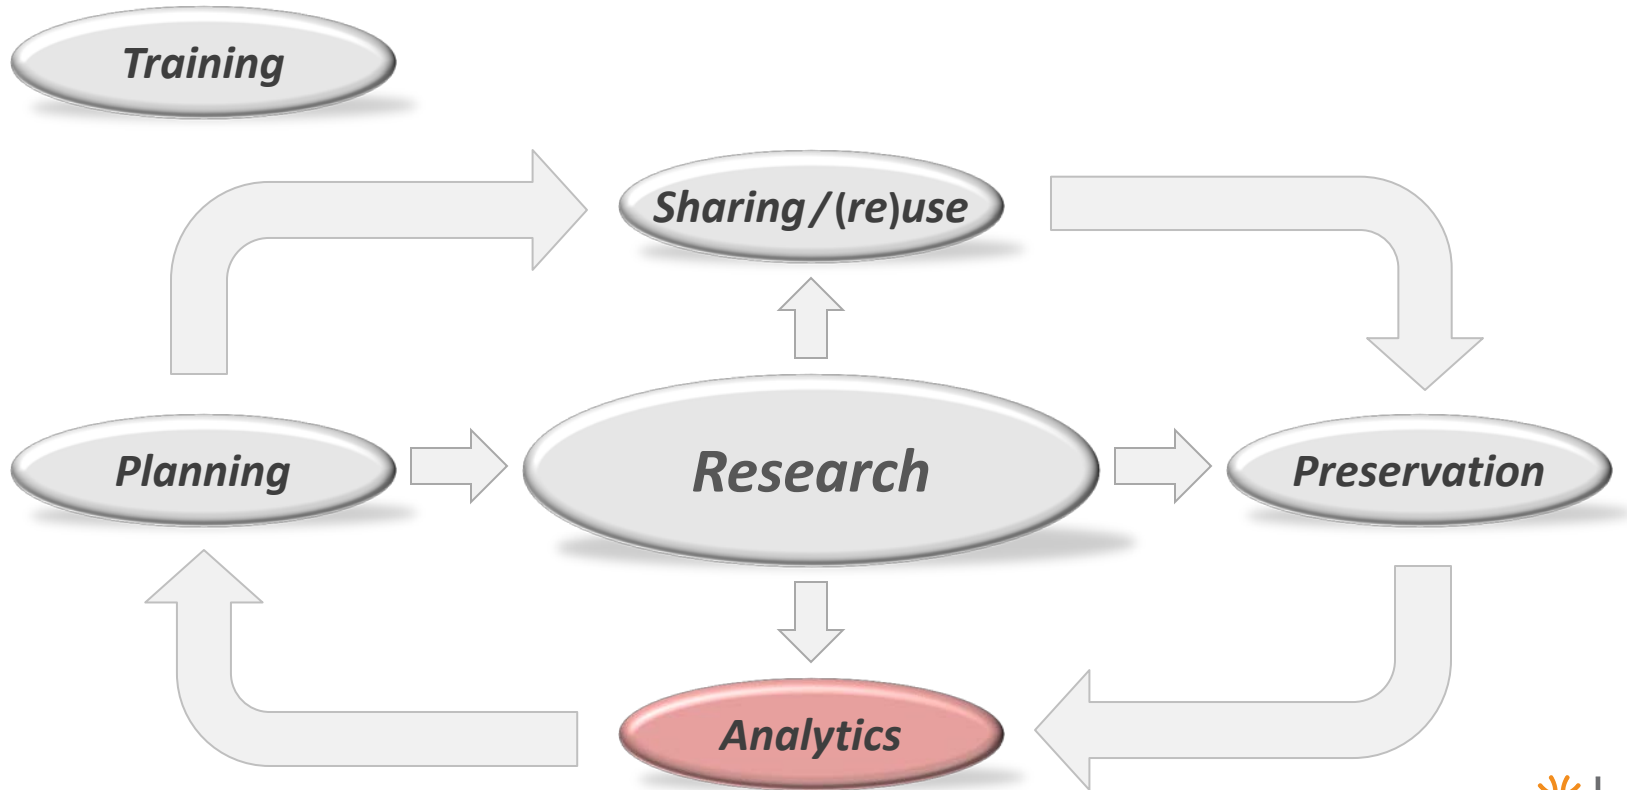 Training
Sharing/(re)use
Planning
Research
Preservation
Analytics